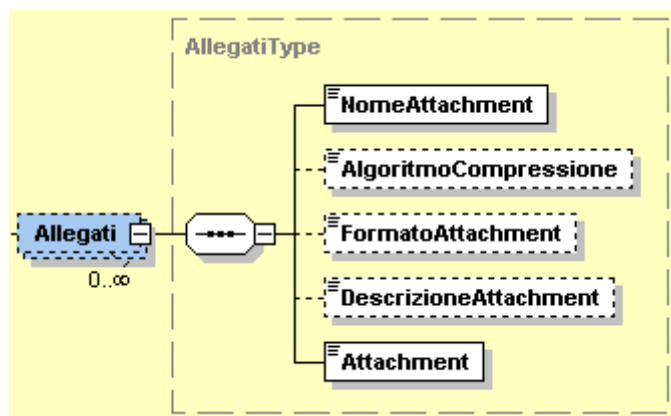 AllegatiType
NomeAttachment
AlgoritmoCompressione
Allegati
FormatoAttachment
0..∞
DescrizioneAttachment
Attachment